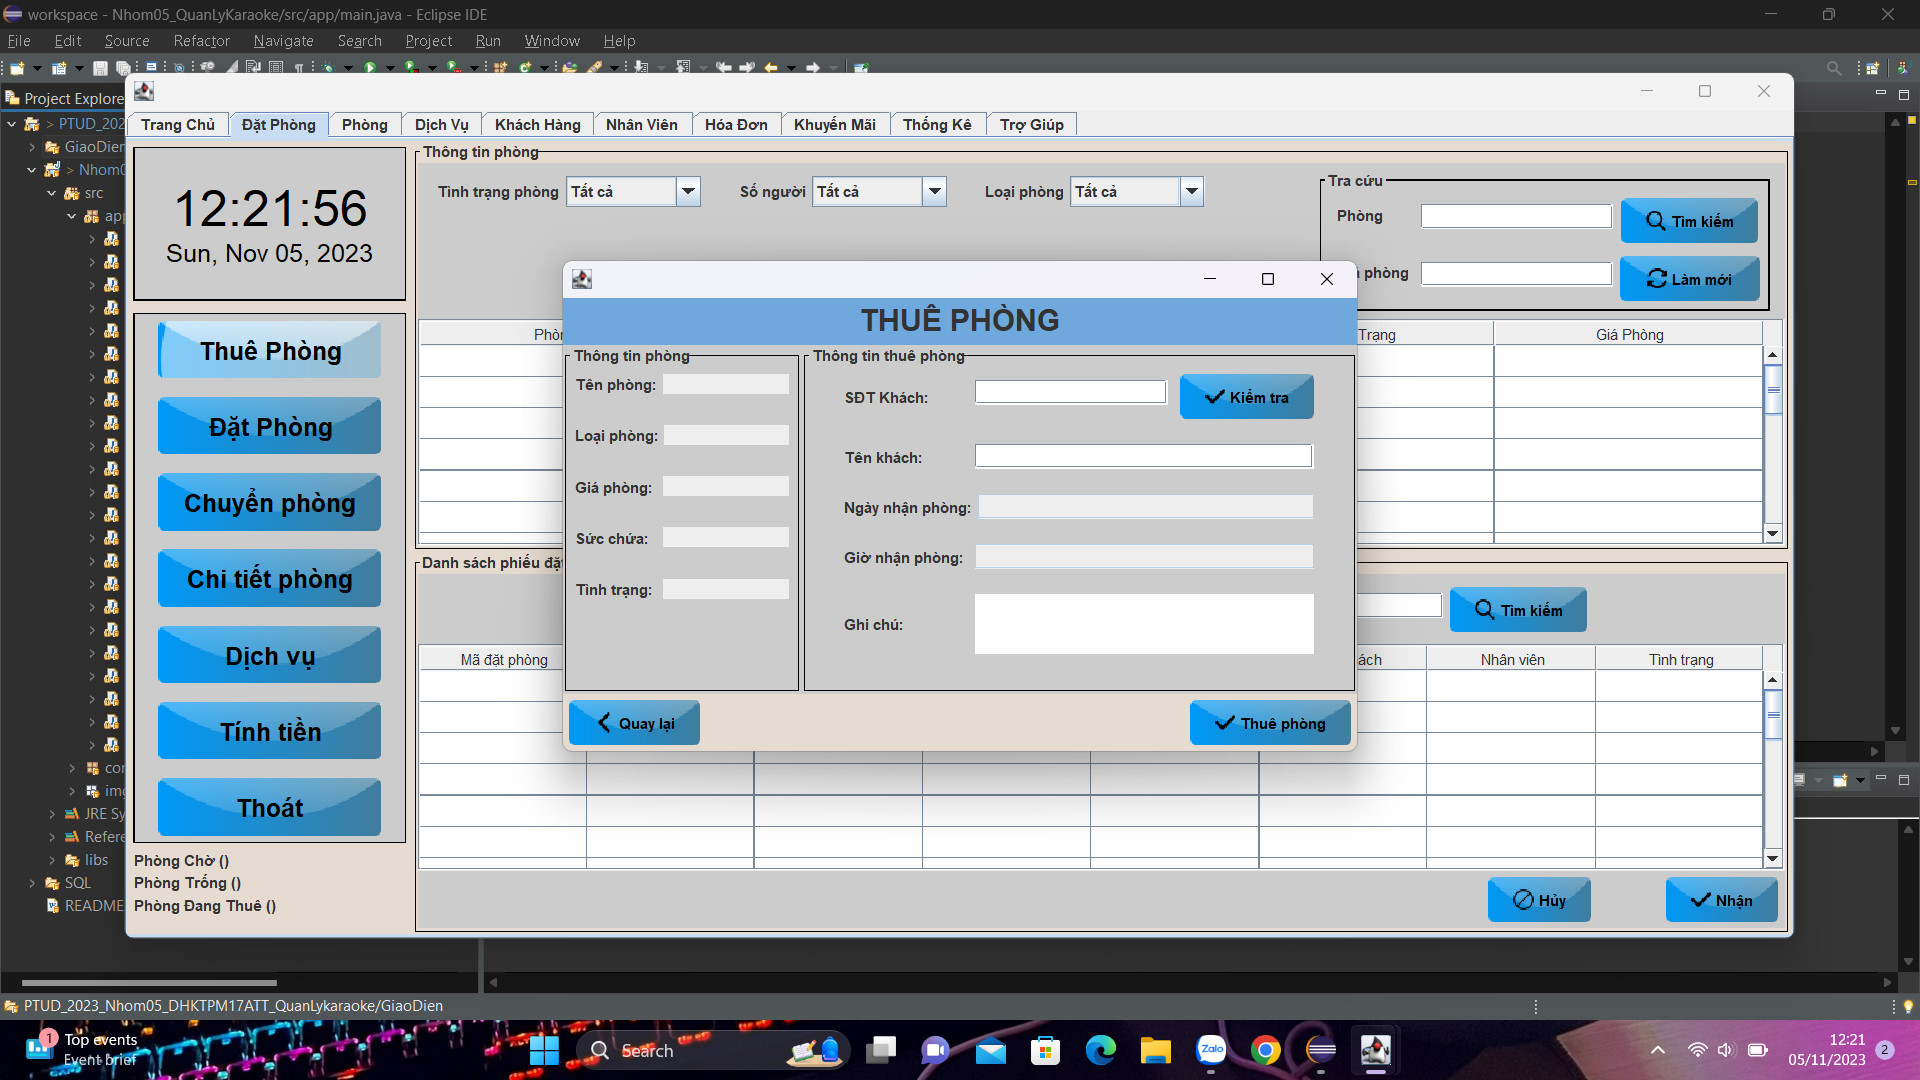 workspace - Nhom05_QuanLyKaraoke/src/app/main.java - Eclipse IDE
File Edit Source Refactor Navigate Search Project Run Window Help
Project Explore
> PTUD_202
GiaoDien
> Nhom0
src
app
JRE Sy
Refere
libs
SQL
README
Trang Chủ Đặt Phòng Phòng Dịch Vụ Khách Hàng Nhân Viên Hóa Đơn Khuyến Mãi Thống Kê Trợ Giúp
12:21:56
Sun, Nov 05, 2023
Thuê Phòng
Đặt Phòng
Chuyển phòng
Chi tiết phòng
Dịch vụ
Tính tiền
Thoát
Phòng Chờ ()
Phòng Trống ()
Phòng Đang Thuê ()
Thông tin phòng
Tình trạng phòng Tất cả Số người Tất cả Loại phòng Tất cả
Tra cứu
Phòng Tìm kiếm
phòng Làm mới
Trạng Giá Phòng
THUÊ PHÒNG
Thông tin phòng
Tên phòng:
Loại phòng:
Giá phòng:
Sức chứa:
Tình trạng:
Thông tin thuê phòng
SĐT Khách: Kiểm tra
Tên khách:
Ngày nhận phòng:
Giờ nhận phòng:
Ghi chú:
Quay lại Thuê phòng
Danh sách phiếu đặt
Tìm kiếm
Mã đặt phòng ách Nhân viên Tình trạng
Hủy Nhận
PTUD_2023_Nhom05_DHKTPM17ATT_QuanLykaraoke/GiaoDien
1 Top events
Event brief
Search
Zalo
12:21
05/11/2023
2